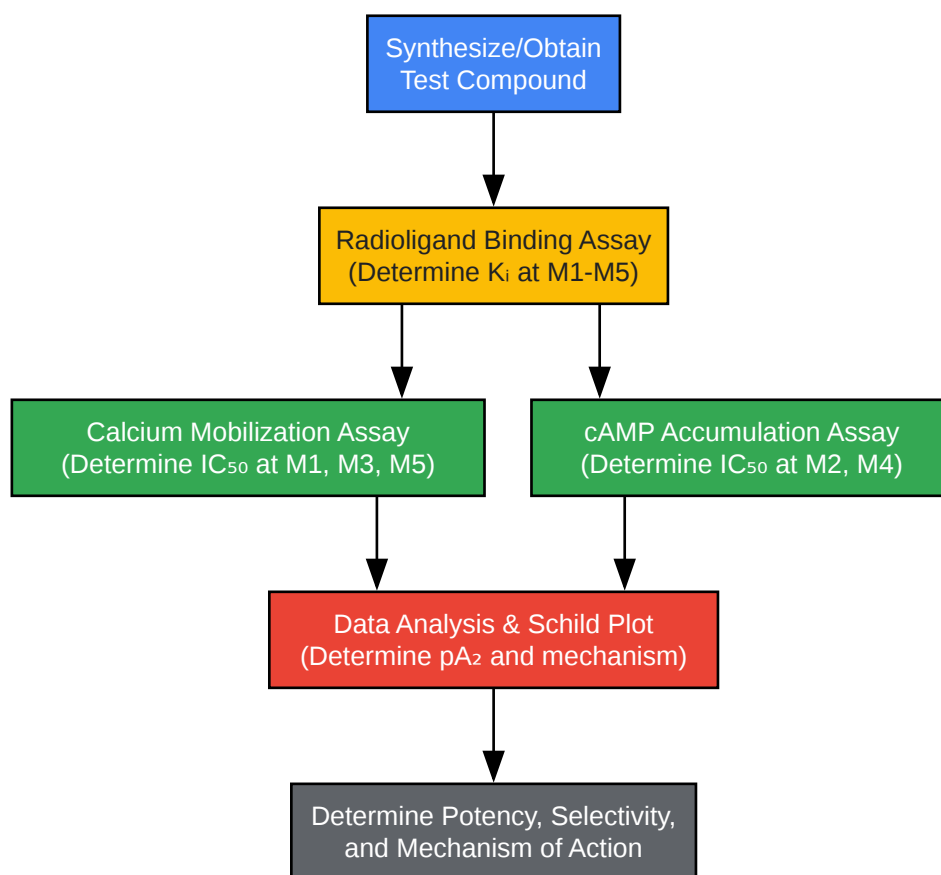 Synthesize/Obtain
Test Compound
Radioligand Binding Assay
(Determine Kᵢ at M1-M5)
Calcium Mobilization Assay
(Determine IC₅₀ at M1, M3, M5)
cAMP Accumulation Assay
(Determine IC₅₀ at M2, M4)
Data Analysis & Schild Plot
(Determine pA₂ and mechanism)
Determine Potency, Selectivity,
and Mechanism of Action